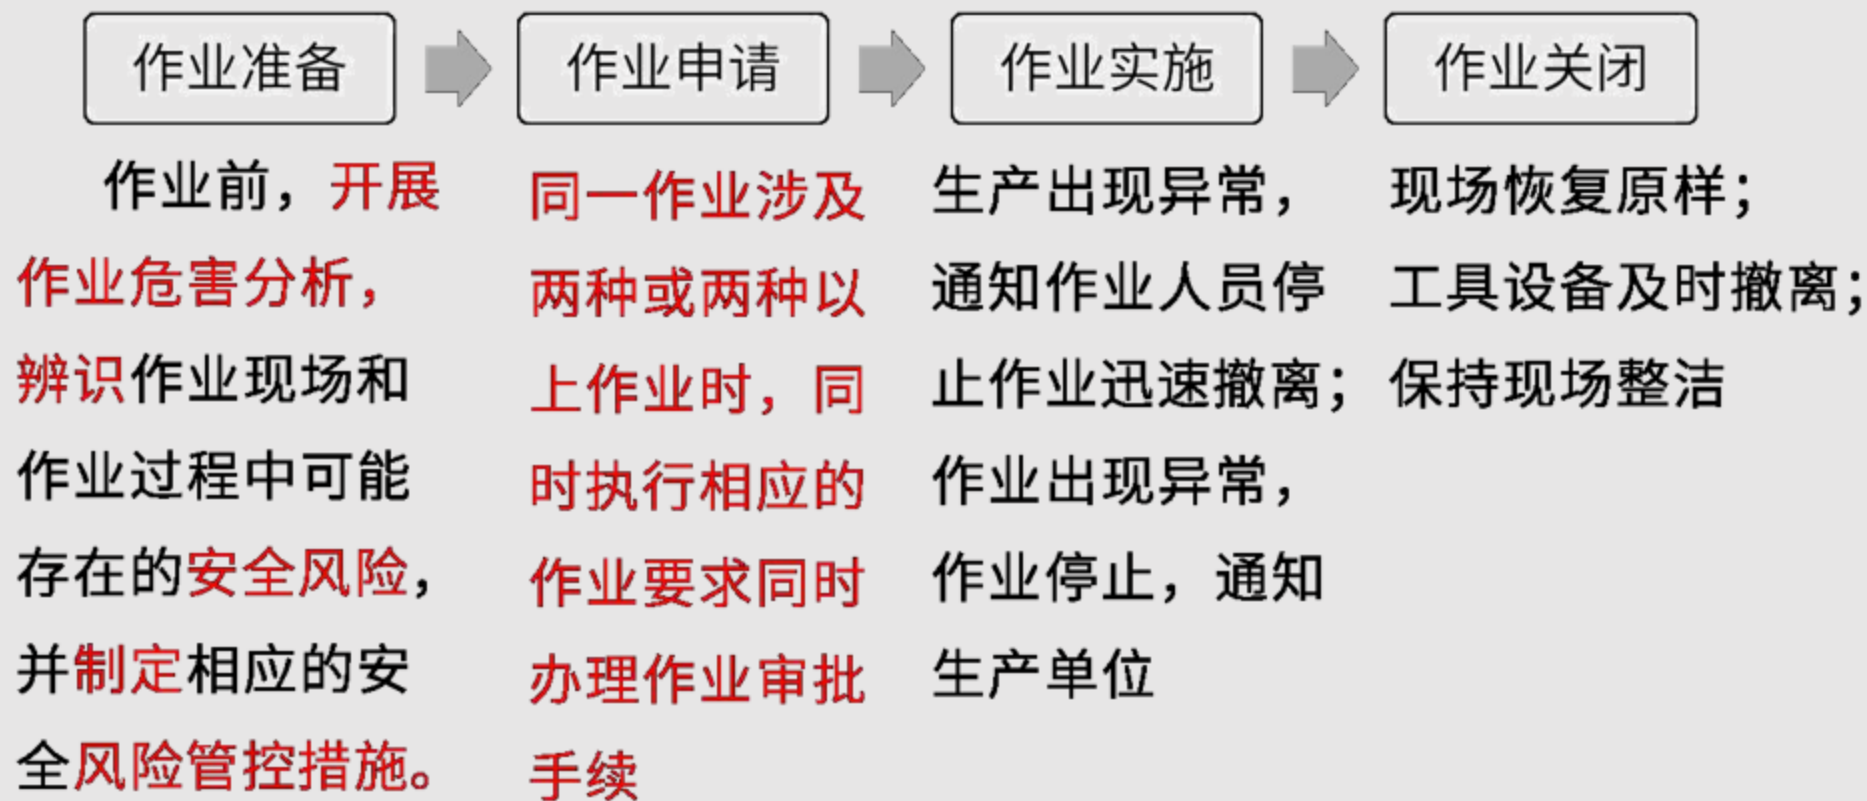 作业准备
作业申请
作业实施
作业关闭
作业前，开展
作业危害分析，
辨识作业现场和
作业过程中可能
存在的安全风险，
并制定相应的安
全风险管控措施。
同一作业涉及
两种或两种以
上作业时，同
时执行相应的
作业要求同时
办理作业审批
手续
生产出现异常，
通知作业人员停
止作业迅速撤离；
作业出现异常，
作业停止，通知
生产单位
现场恢复原样；
工具设备及时撤离；
保持现场整洁